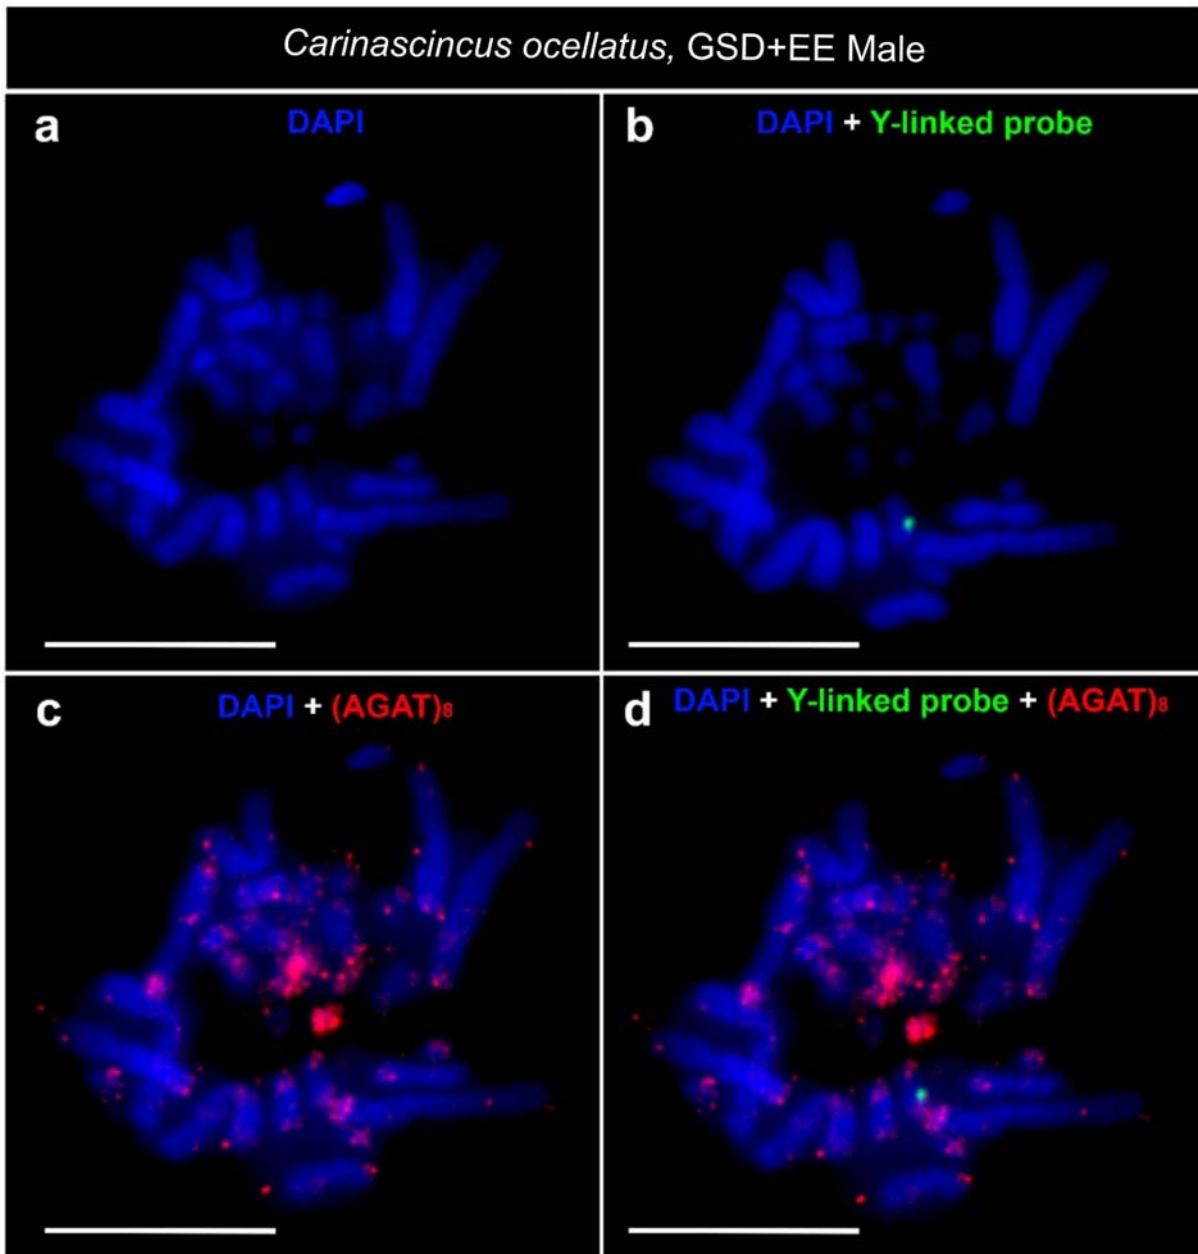 Carinascincus ocellatus, GSD+EE Male
a DAPI
b DAPI + Y-linked probe
c DAPI + (AGAT)8
d DAPI + Y-linked probe + (AGAT)8